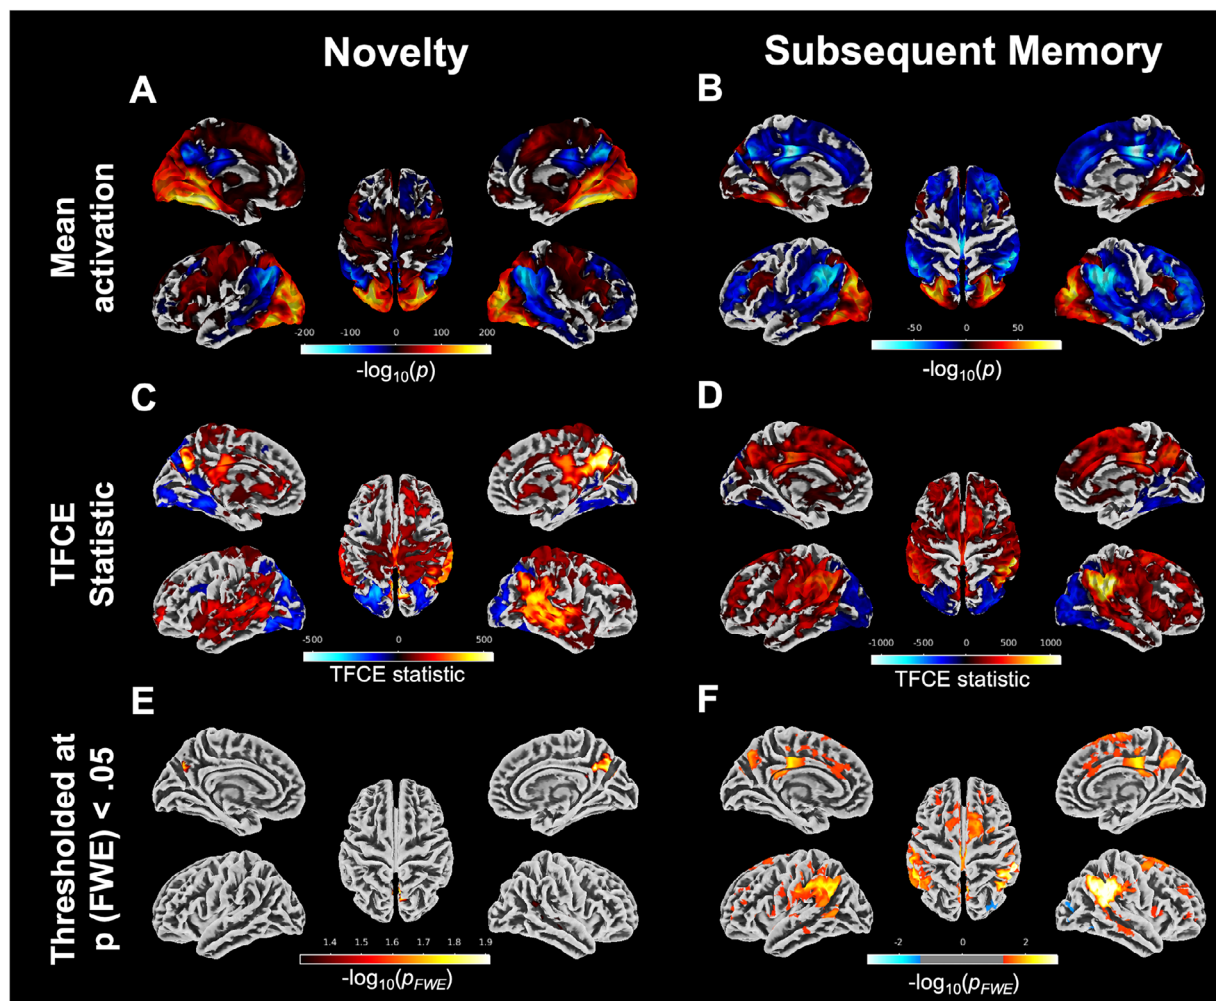 Novelty
Subsequent Memory
A
B
Mean
activation
-200 -100 0 100 200
-log10(p)
-50 0 50
-log10(p)
C
D
TFCE
Statistic
-500 0 500
TFCE statistic
-1000 -500 0 500 1000
TFCE statistic
E
F
Thresholded at
p (FWE) < .05
1.4 1.5 1.6 1.7 1.8 1.9
-log10(pFWE)
-2 0 2
-log10(pFWE)